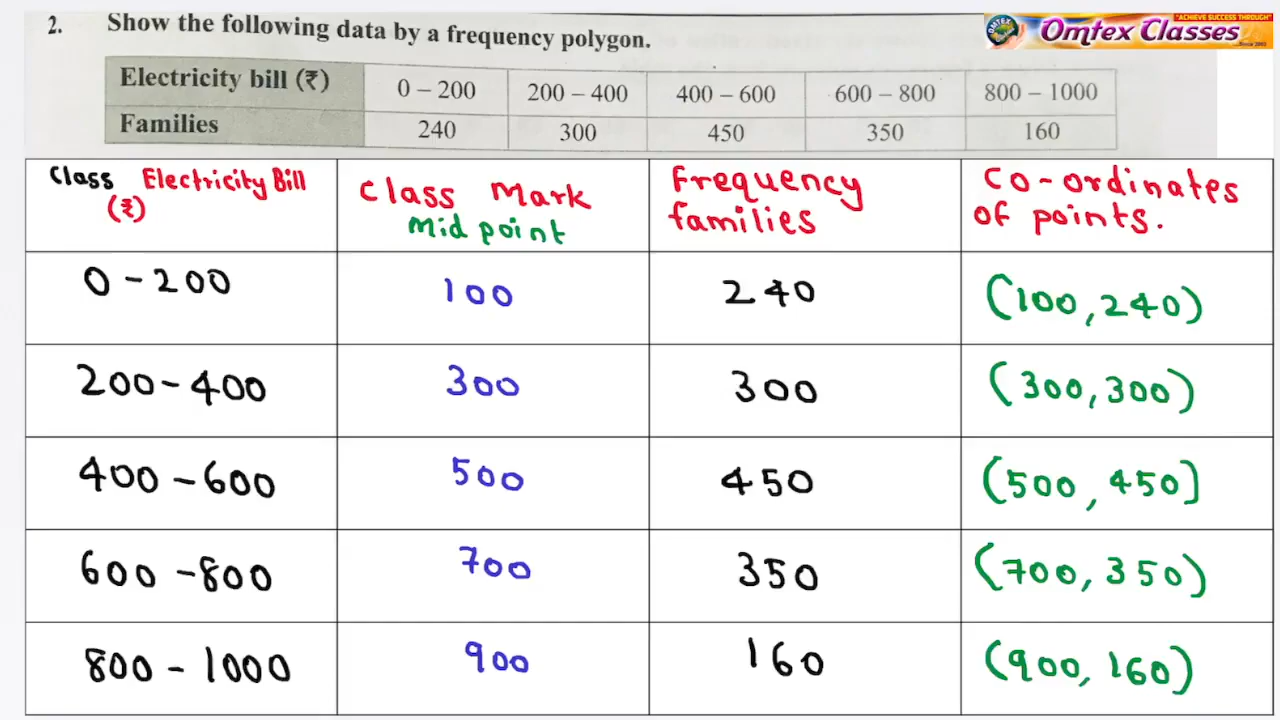 2. Show the following data by a frequency polygon.
"ACHIEVE SUCCESS THROUGH"
OMTEX
Omtex Classes
...Since 2002
Electricity bill (₹) 0 – 200 200 – 400 400 – 600 600 – 800 800 – 1000
Families 240 300 450 350 160
Class Electricity Bill
(₹)
Class Mark
Mid point
Frequency
families
Co-ordinates
of points.
0 - 200 100 240 (100, 240)
200 - 400 300 300 (300, 300)
400 - 600 500 450 (500, 450]
600 - 800 700 350 (700, 350)
800 - 1000 900 160 (900, 160)